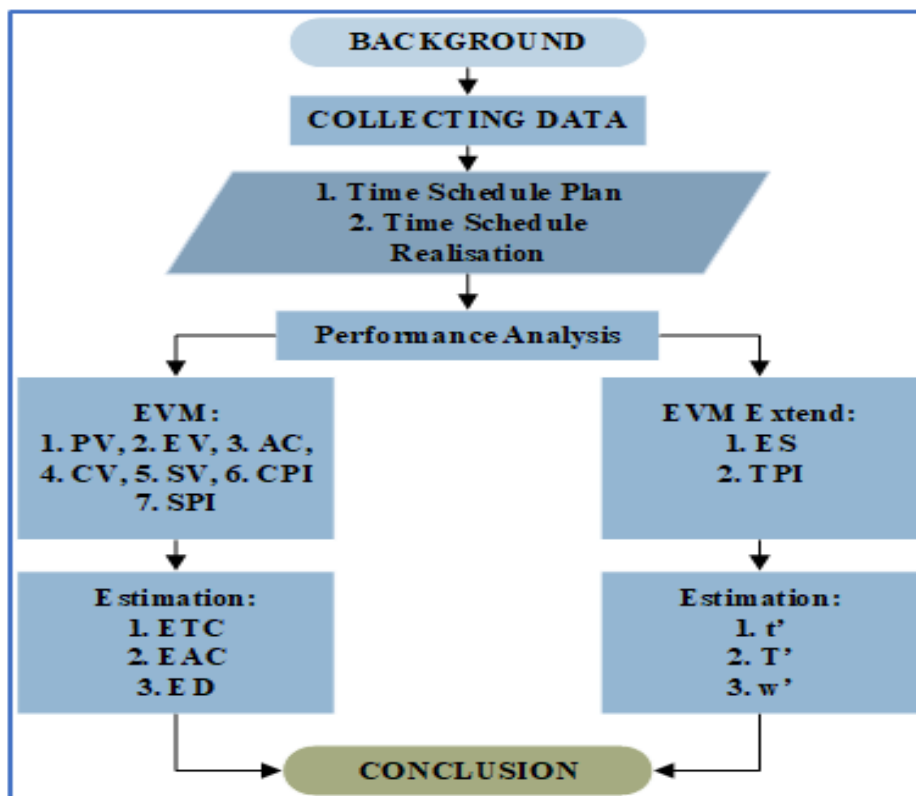 BACKGROUND
COLLECTING DATA
1. Time Schedule Plan
2. Time Schedule
Realisation
Performance Analysis
EVM:
1. PV, 2. EV, 3. AC,
4. CV, 5. SV, 6. CPI
7. SPI
EVM Extend:
1. ES
2. TPI
Estimation:
1. ETC
2. EAC
3. ED
Estimation:
1. t’
2. T’
3. w’
CONCLUSION